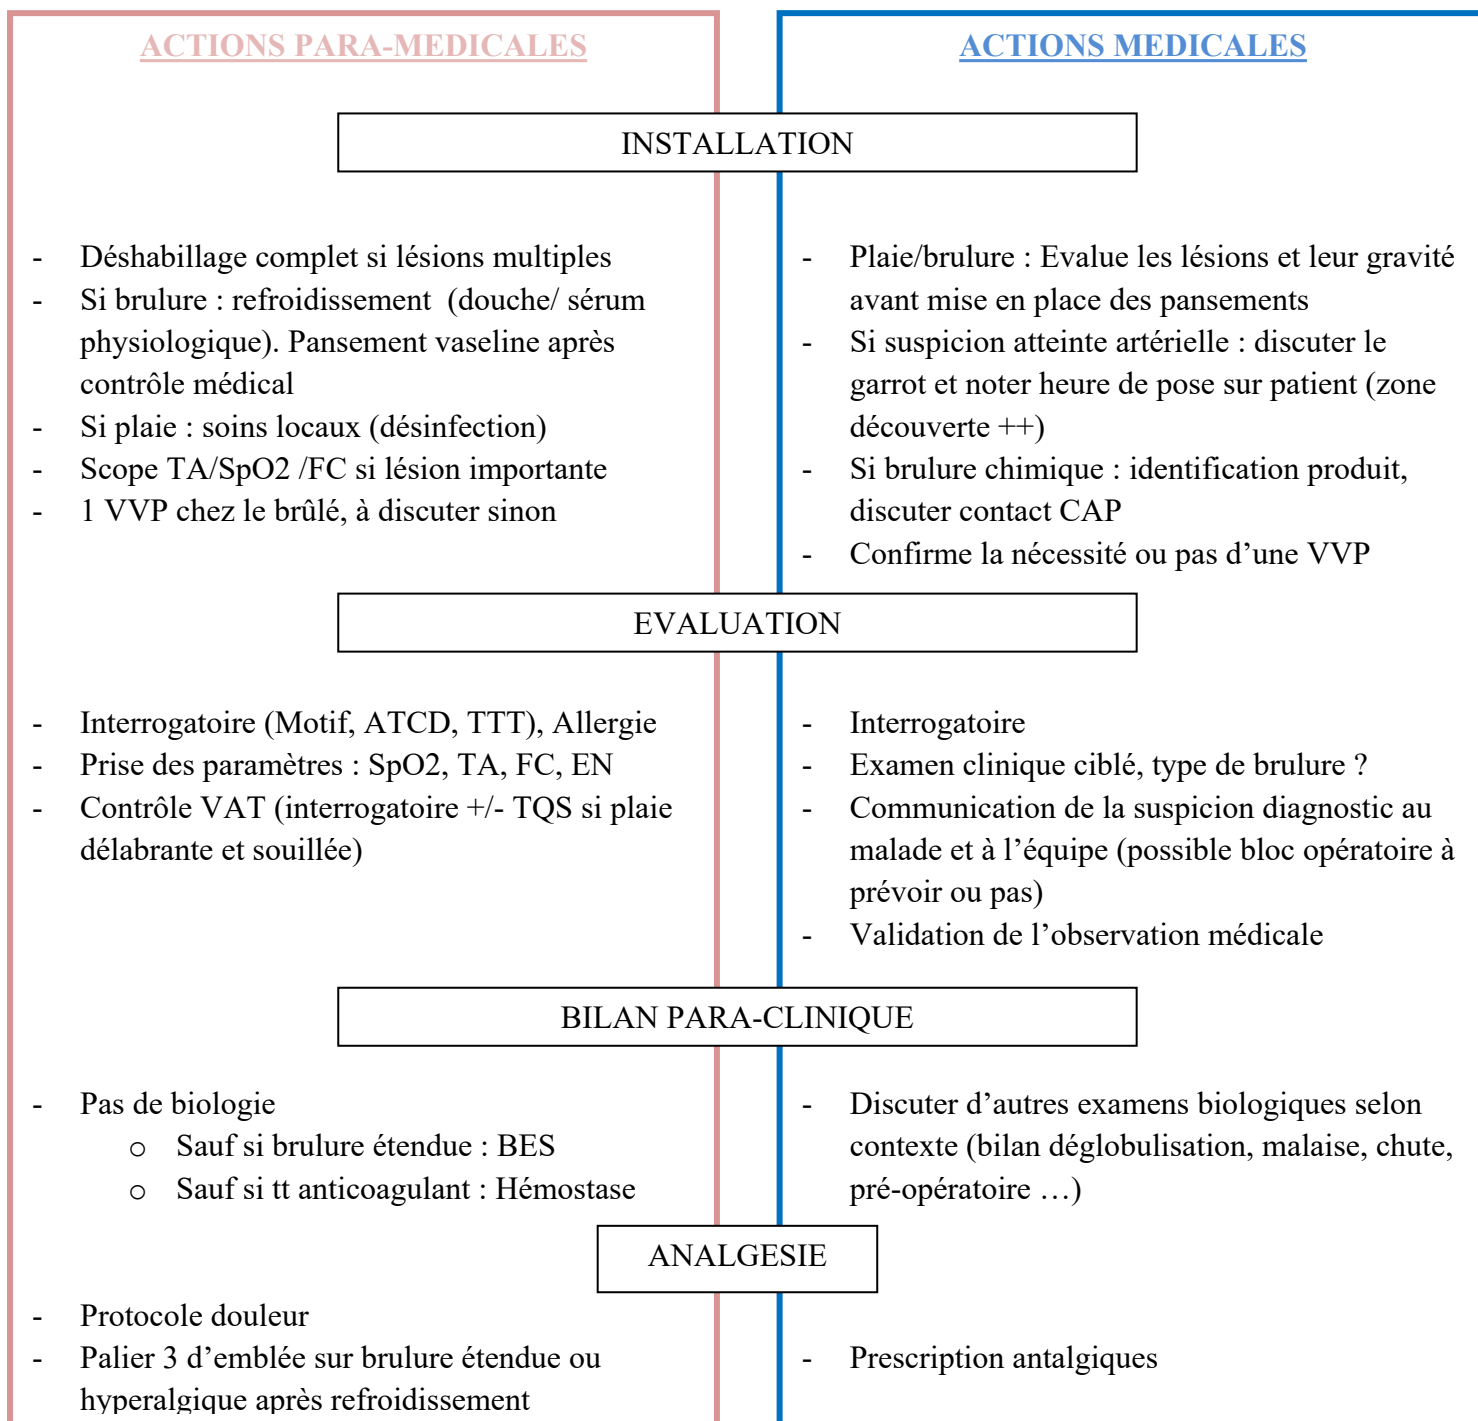 ACTIONS PARA-MEDICALES
ACTIONS MEDICALES
INSTALLATION
- Déshabillage complet si lésions multiples
- Si brulure : refroidissement (douche/ sérum
physiologique). Pansement vaseline après
contrôle médical
- Si plaie : soins locaux (désinfection)
- Scope TA/SpO2 /FC si lésion importante
- 1 VVP chez le brûlé, à discuter sinon
- Plaie/brulure : Evalue les lésions et leur gravité
avant mise en place des pansements
- Si suspicion atteinte artérielle : discuter le
garrot et noter heure de pose sur patient (zone
découverte ++)
- Si brulure chimique : identification produit,
discuter contact CAP
- Confirme la nécessité ou pas d’une VVP
EVALUATION
- Interrogatoire (Motif, ATCD, TTT), Allergie
- Prise des paramètres : SpO2, TA, FC, EN
- Contrôle VAT (interrogatoire +/- TQS si plaie
délabrante et souillée)
- Interrogatoire
- Examen clinique ciblé, type de brulure ?
- Communication de la suspicion diagnostic au
malade et à l’équipe (possible bloc opératoire à
prévoir ou pas)
- Validation de l’observation médicale
BILAN PARA-CLINIQUE
- Pas de biologie
o Sauf si brulure étendue : BES
o Sauf si tt anticoagulant : Hémostase
- Discuter d’autres examens biologiques selon
contexte (bilan déglobulisation, malaise, chute,
pré-opératoire …)
ANALGESIE
- Protocole douleur
- Palier 3 d’emblée sur brulure étendue ou
hyperalgique après refroidissement
- Prescription antalgiques